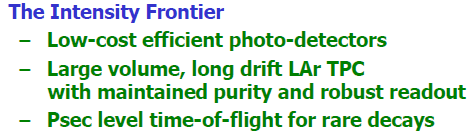 The Intensity Frontier
– Low-cost efficient photo-detectors
– Large volume, long drift LAr TPC
with maintained purity and robust readout
– Psec level time-of-flight for rare decays